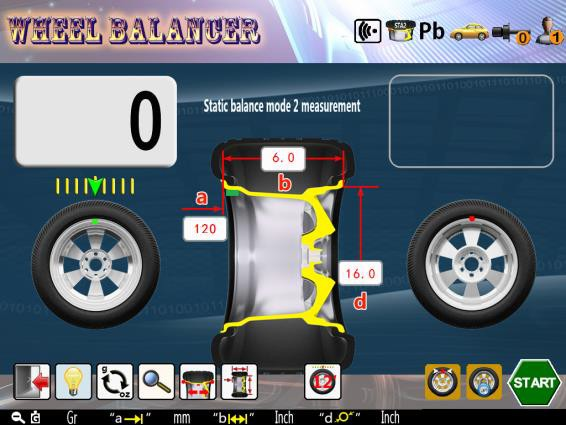 WHEEL BALANCER
STA2
Pb
0
1
0
Static balance mode 2 measurement
6.0
b
a
120
16.0
d
g
oz
12
START
Gr "a→" mm "b↔" Inch "d" Inch